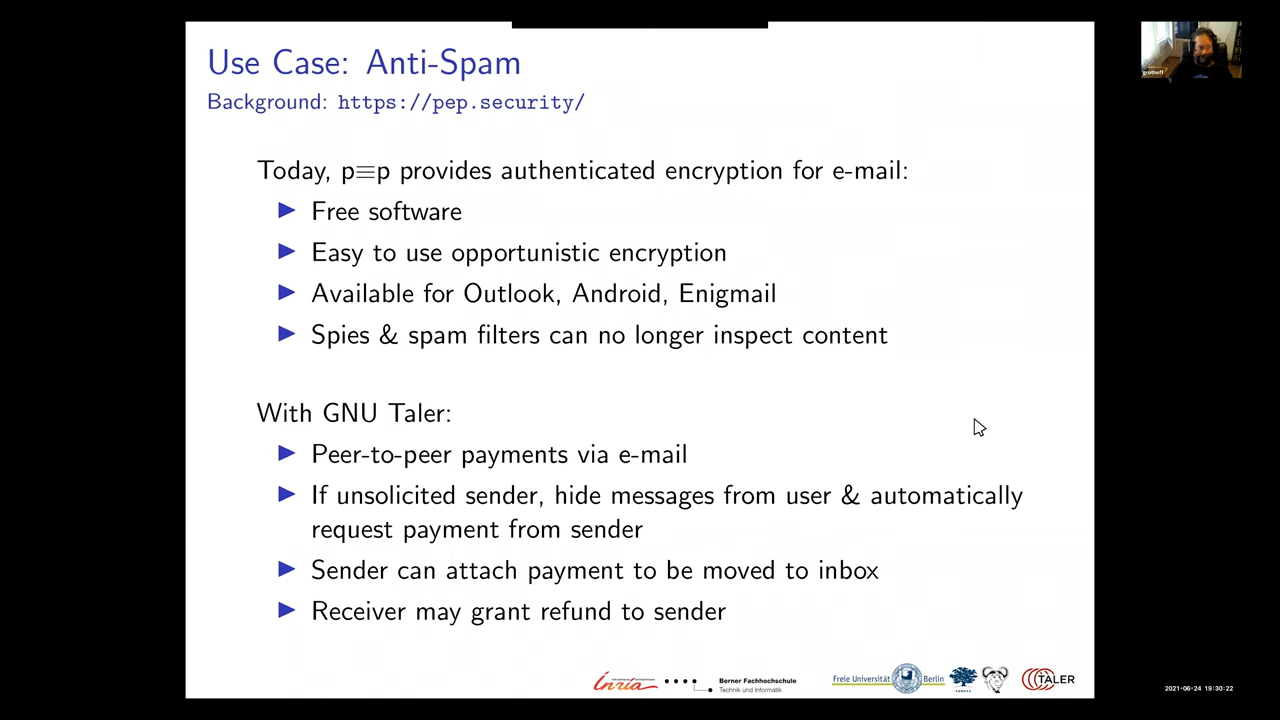 Use Case: Anti-Spam
Background: https://pep.security/
Today, p≡p provides authenticated encryption for e-mail:
Free software
Easy to use opportunistic encryption
Available for Outlook, Android, Enigmail
Spies & spam filters can no longer inspect content
With GNU Taler:
Peer-to-peer payments via e-mail
If unsolicited sender, hide messages from user & automatically
request payment from sender
Sender can attach payment to be moved to inbox
Receiver may grant refund to sender
Inria
Berner Fachhochschule
Technik und Informatik
Freie Universität Berlin
TALER
grothoff
2021-06-24 19:30:22